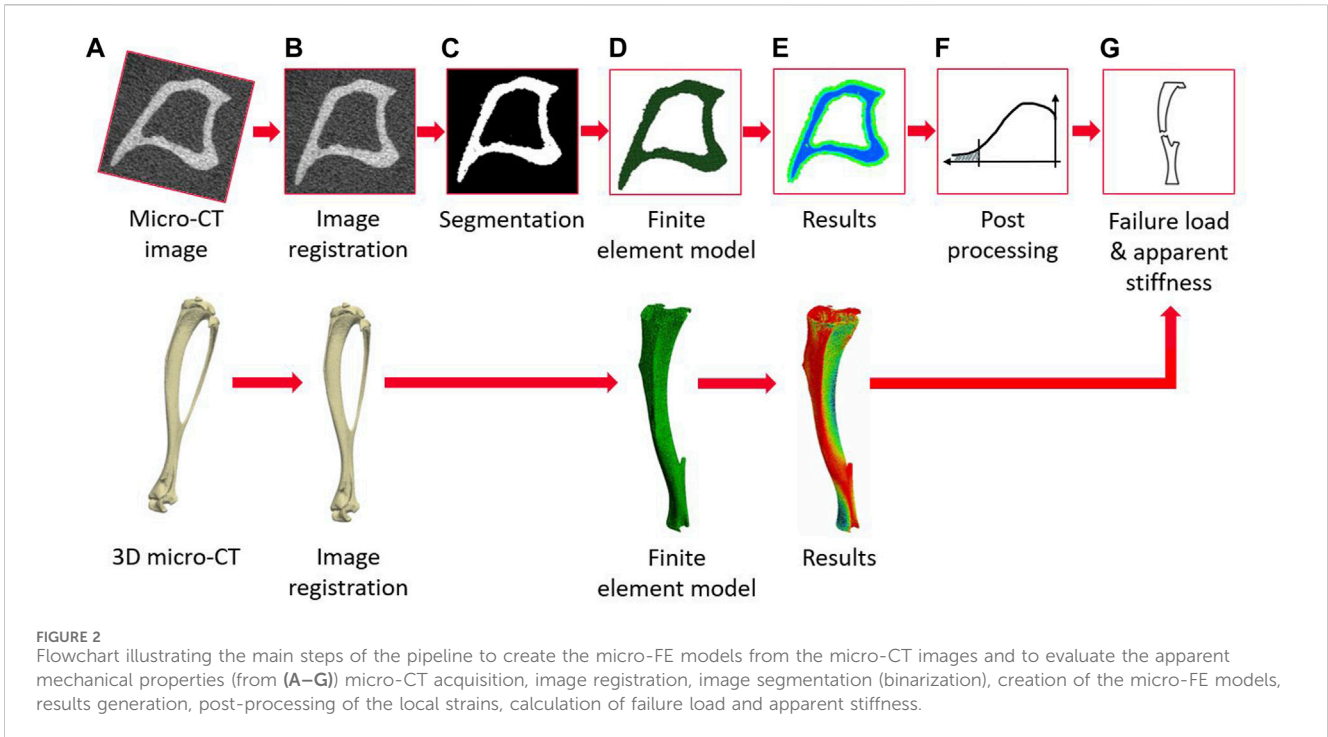 A B C D E F G
Micro-CT image
Image registration
Segmentation
Finite element model
Results
Post processing
Failure load & apparent stiffness
3D micro-CT
Image registration
Finite element model
Results
FIGURE 2
Flowchart illustrating the main steps of the pipeline to create the micro-FE models from the micro-CT images and to evaluate the apparent
mechanical properties (from (A–G)) micro-CT acquisition, image registration, image segmentation (binarization), creation of the micro-FE models,
results generation, post-processing of the local strains, calculation of failure load and apparent stiffness.